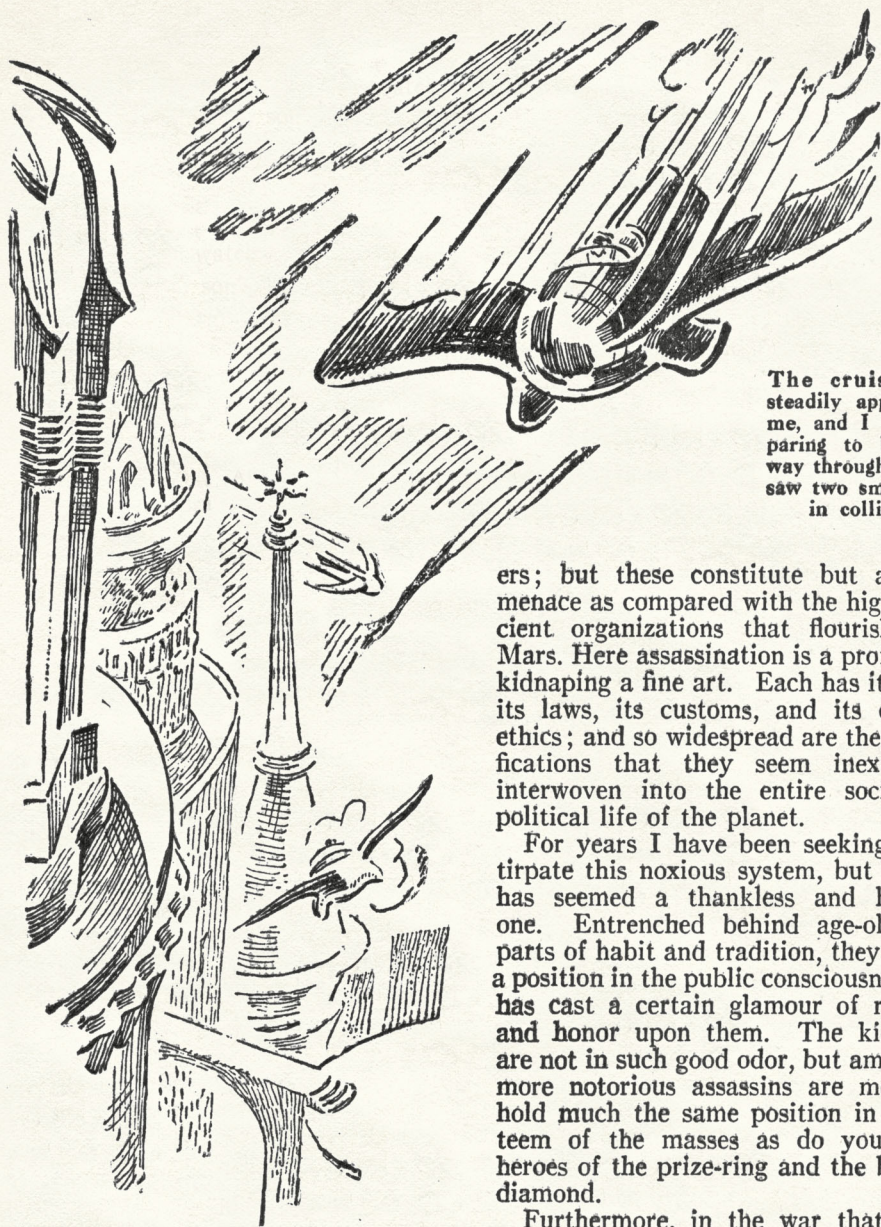 The cruis
steadily app
me, and I
paring to
way through
saw two sm
in colli
ers; but these constitute but a
menace as compared with the hig
cient organizations that flouris
Mars. Here assassination is a pro
kidnaping a fine art. Each has it
its laws, its customs, and its
ethics; and so widespread are the
fications that they seem inex
interwoven into the entire soc
political life of the planet.
For years I have been seeking
tirpate this noxious system, but
has seemed a thankless and
one. Entrenched behind age-ol
parts of habit and tradition, they
a position in the public consciousn
has cast a certain glamour of r
and honor upon them. The ki
are not in such good odor, but am
more notorious assassins are m
hold much the same position in
teem of the masses as do you
heroes of the prize-ring and the
diamond.
Furthermore, in the war that